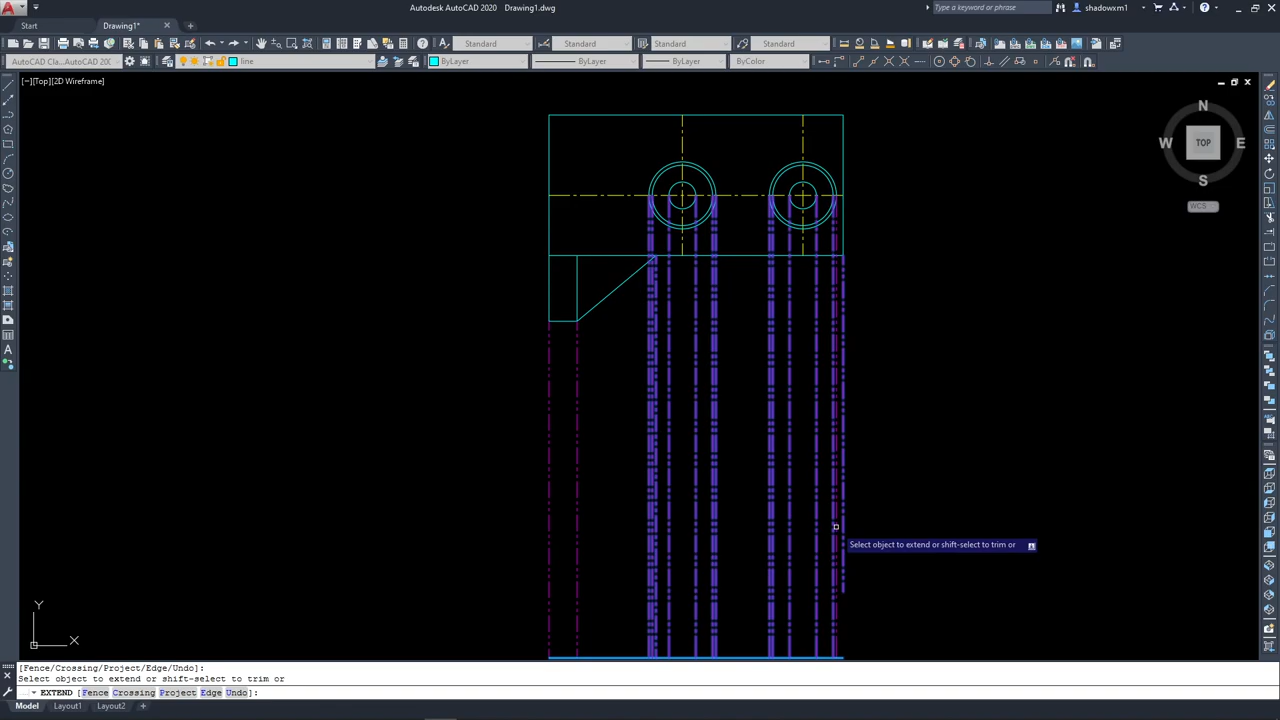 Autodesk AutoCAD 2020 Drawing1.dwg
Type a keyword or phrase
shadowxm1
Start
Drawing1*
Standard
Standard
Standard
Standard
AutoCAD Cla...AutoCAD 200
line
ByLayer
ByLayer
ByLayer
ByColor
[−][Top][2D Wireframe]
N
W
TOP
E
S
WCS
Select object to extend or shift-select to trim or
Y
X
[Fence/Crossing/Project/Edge/Undo]:
Select object to extend or shift-select to trim or
EXTEND [Fence Crossing Project Edge Undo]:
Model
Layout1
Layout2